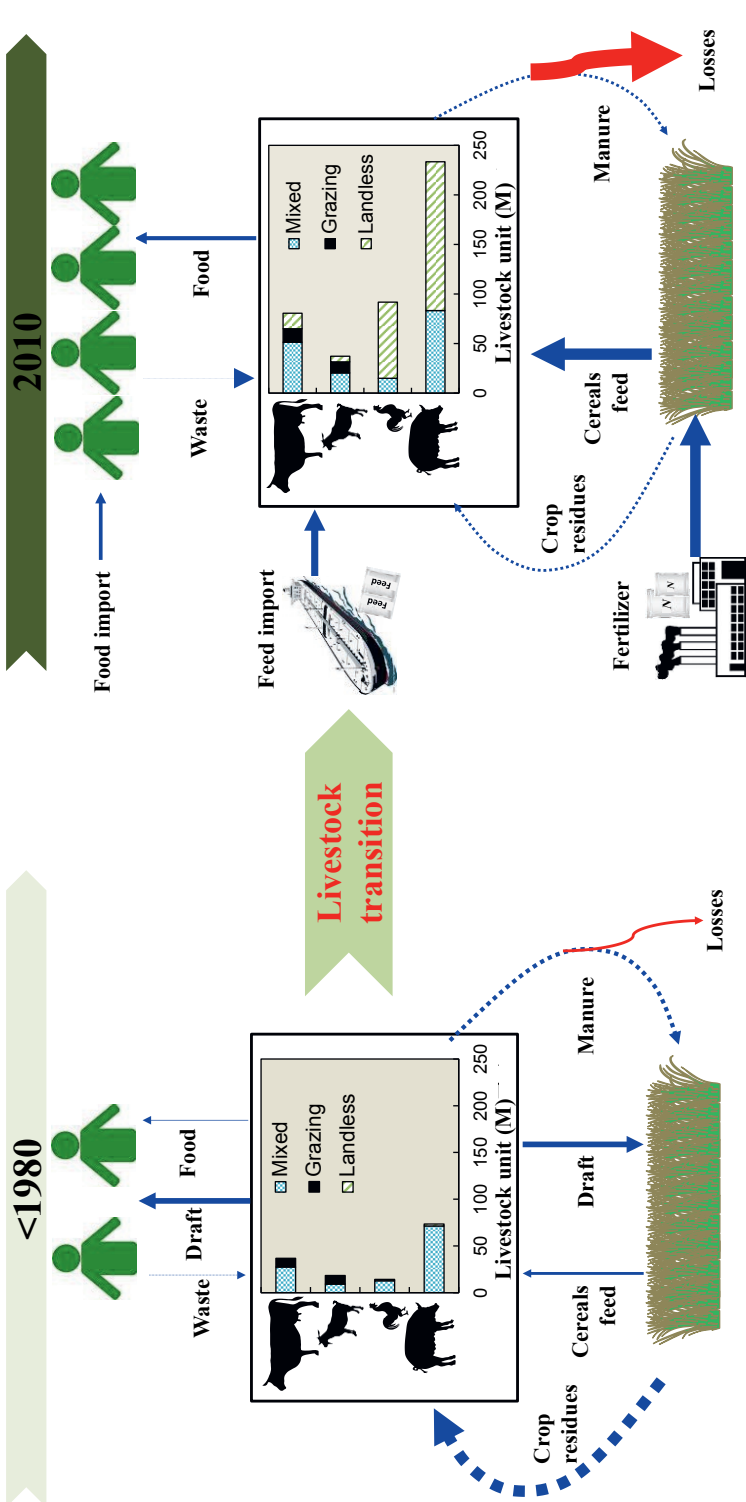 <1980
Waste
Draft
Food
Mixed
Grazing
Landless
0
50
100
150
200
250
Livestock unit (M)
Crop
residues
Cereals
feed
Draft
Manure
Losses
Livestock
transition
2010
Food import
Waste
Food
Feed import
Feed
Feed
Mixed
Grazing
Landless
0
50
100
150
200
250
Livestock unit (M)
Crop
residues
Cereals
feed
Manure
Losses
Fertilizer
N
N